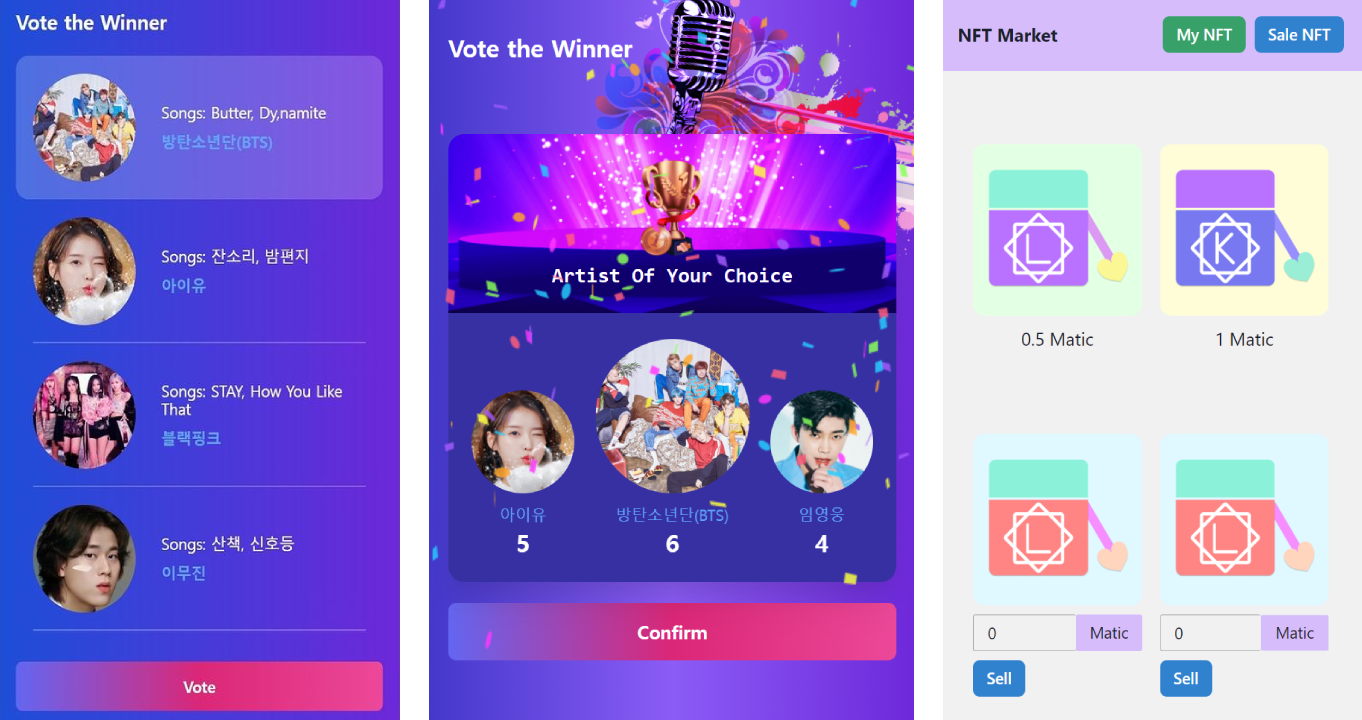 Vote the Winner
Songs: Butter, Dy,namite
방탄소년단(BTS)
Songs: 잔소리, 밤편지
아이유
Songs: STAY, How You Like
That
블랙핑크
Songs: 산책, 신호등
이무진
Vote
Vote the Winner
Artist Of Your Choice
아이유
방탄소년단(BTS)
임영웅
5
6
4
Confirm
NFT Market
My NFT
Sale NFT
L
K
0.5 Matic
1 Matic
L
L
0
Matic
0
Matic
Sell
Sell